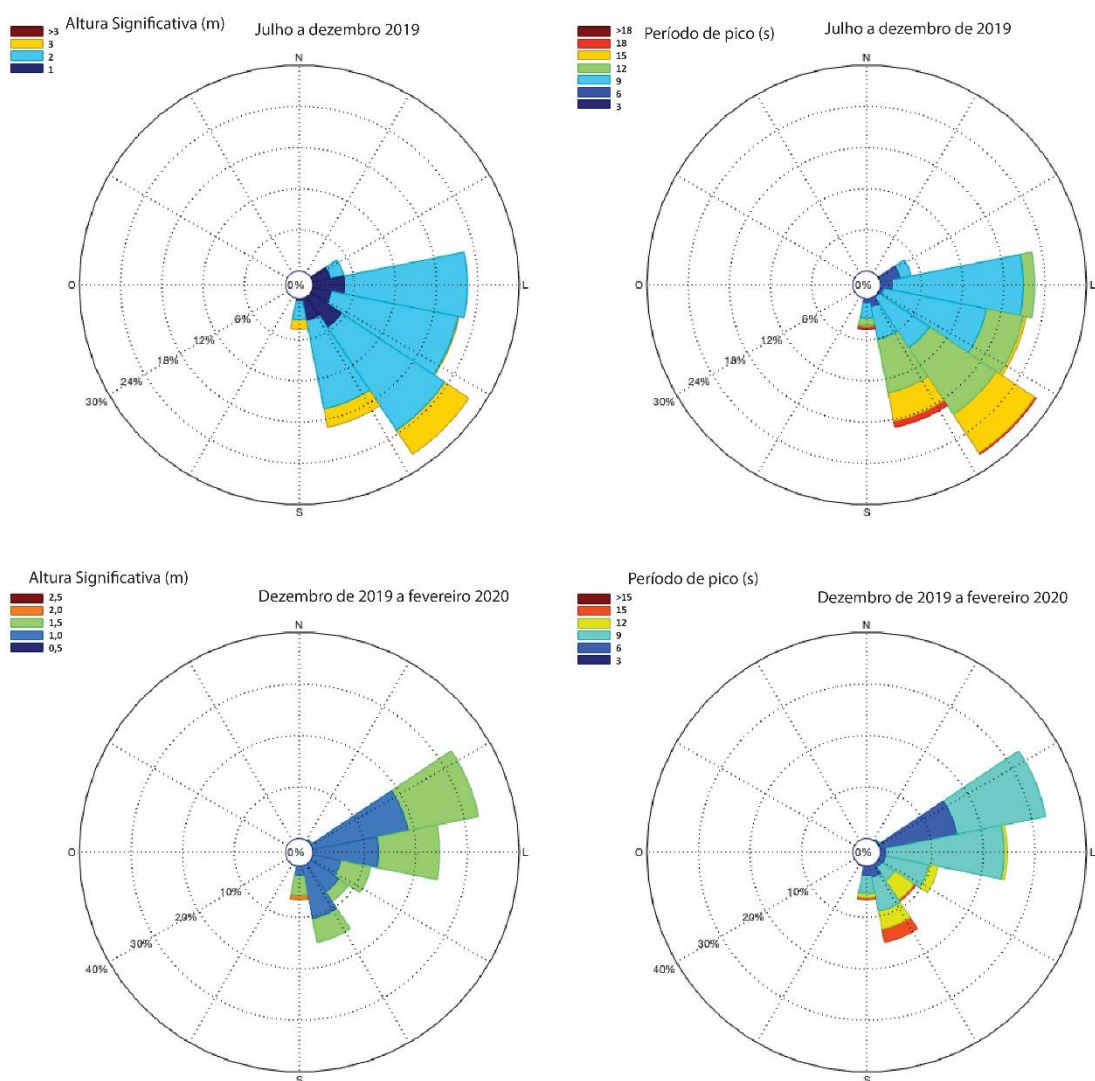 Altura Significativa (m)
Julho a dezembro 2019
>3
3
2
1
N
O
L
S
0%
6%
12%
18%
24%
30%
Período de pico (s)
Julho a dezembro de 2019
>18
18
15
12
9
6
3
N
O
L
S
0%
6%
12%
18%
24%
30%
Altura Significativa (m)
Dezembro de 2019 a fevereiro 2020
2,5
2,0
1,5
1,0
0,5
N
O
L
S
0%
10%
20%
30%
40%
Período de pico (s)
Dezembro de 2019 a fevereiro 2020
>15
15
12
9
6
3
N
O
L
S
0%
10%
20%
30%
40%